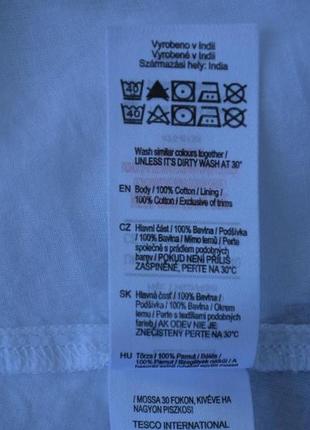 Vyrobeno v Indii
Vyrobené v Indii
Származási hely: India
40
40
Wash similar colours together /
UNLESS IT'S DIRTY WASH AT 30°
EN Body / 100% Cotton / Lining /
100% Cotton / Exclusive of trims
CZ Hlavní část / 100% Bavlna / Podšívka
/ 100% Bavlna / Mimo lemů / Perte
společně s prádlem podobných
barev / POKUD NENÍ PŘÍLIŠ
ZAŠPINĚNÉ, PERTE NA 30°C
SK Hlavná časť / 100% Bavlna /
Podšívka / 100% Bavlna / Okrem
lemu / Perte s textíliami podobných
farieb / AK ODEV NIE JE
ZNEČISTENÝ PERTE NA 30°C
HU Törzs / 100% Pamut / Bélés /
100% Pamut / Szegélyek nélkül / A
/ MOSSA 30 FOKON, KIVÉVE HA
NAGYON PISZKOS!
TESCO INTERNATIONAL